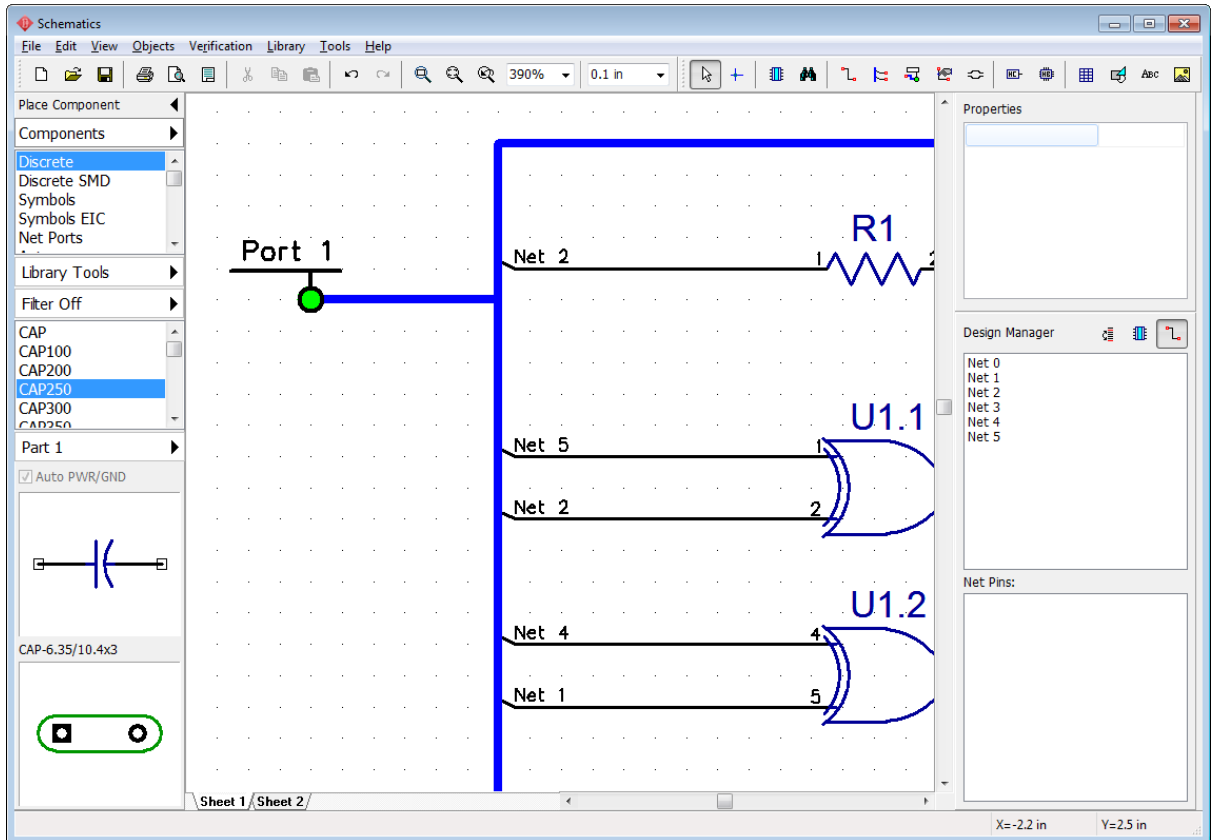 Schematics
File Edit View Objects Verification Library Tools Help
390% 0.1 in ABC
Place Component
Components
Discrete
Discrete SMD
Symbols
Symbols EIC
Net Ports
Library Tools
Filter Off
CAP
CAP100
CAP200
CAP250
CAP300
CAP350
Part 1
Auto PWR/GND
CAP-6.35/10.4x3
Port 1
Net 2 1 R1 2
Net 5 1 U1.1
Net 2 2
Net 4 4 U1.2
Net 1 5
Sheet 1 Sheet 2
Properties
Design Manager
Net 0
Net 1
Net 2
Net 3
Net 4
Net 5
Net Pins:
X=-2.2 in Y=2.5 in